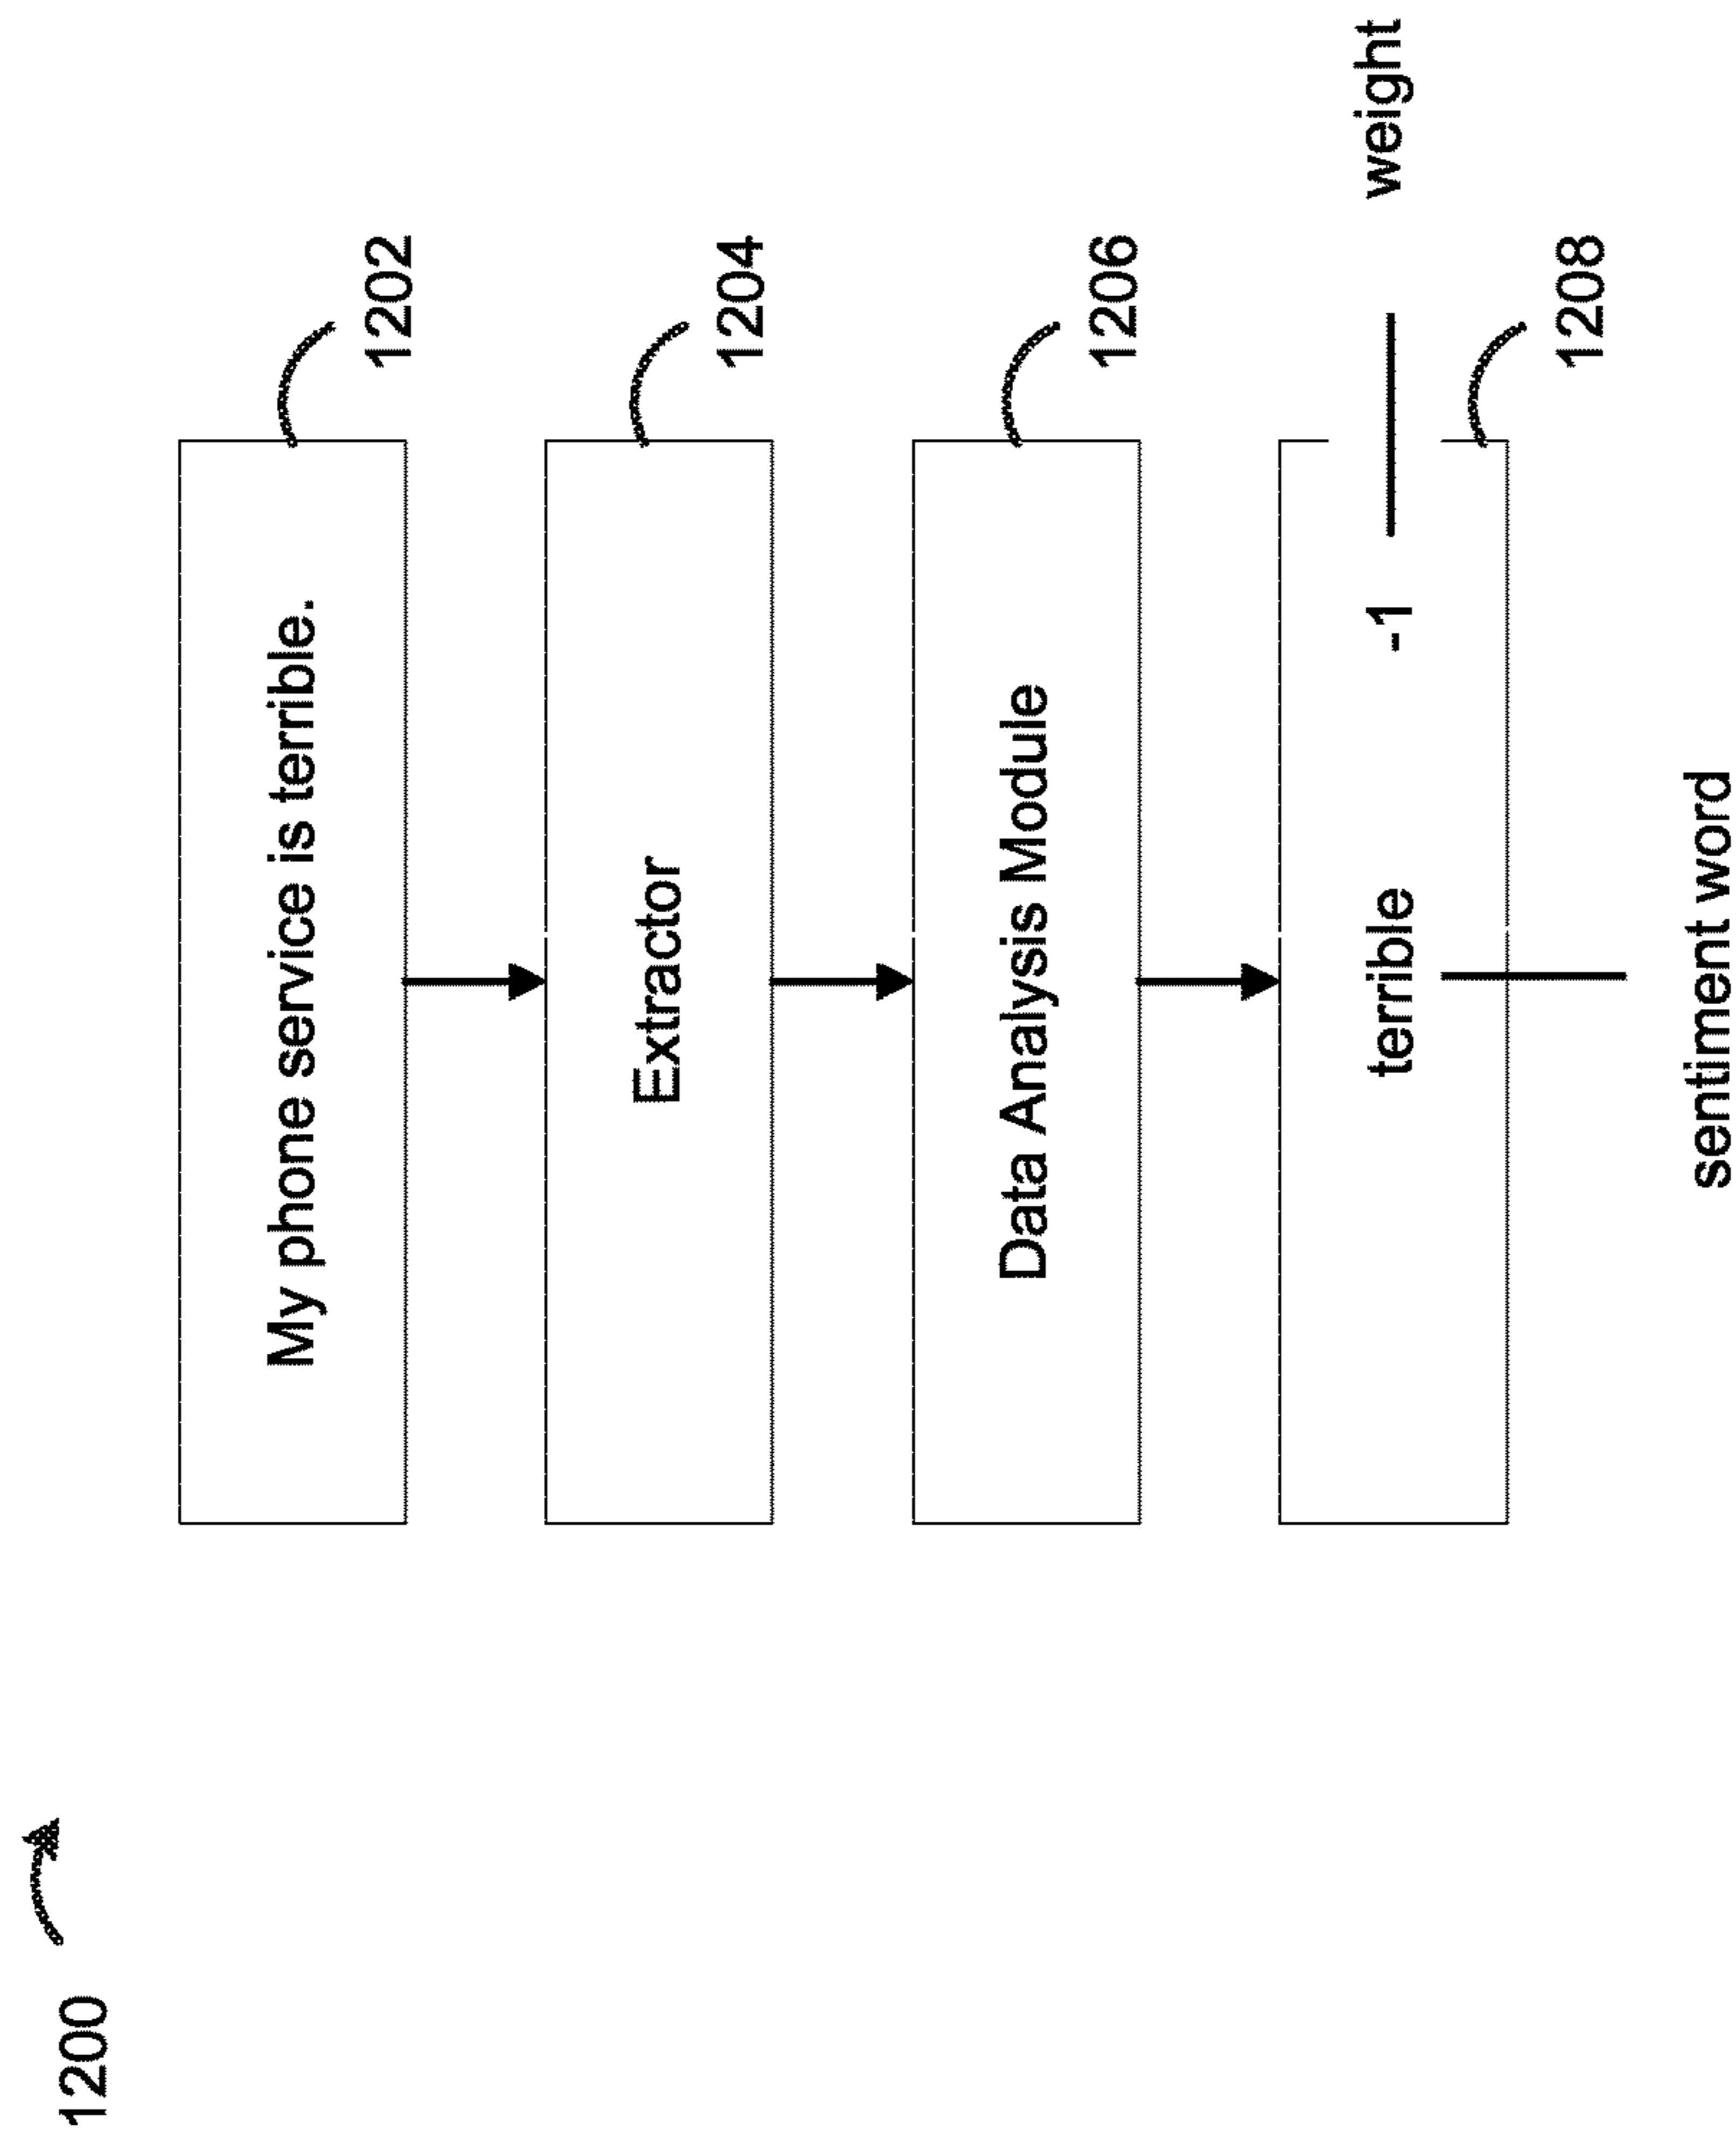 1200
My phone service is terrible.
1202
Extractor
1204
Data Analysis Module
1206
terrible -1 weight
1208
sentiment word